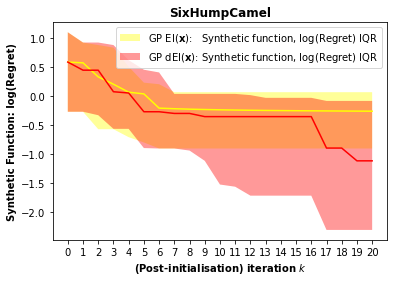 SixHumpCamel
GP EI(x): Synthetic function, log(Regret) IQR
GP dEI(x): Synthetic function, log(Regret) IQR
Synthetic Function: log(Regret)
1.0
0.5
0.0
−0.5
−1.0
−1.5
−2.0
0 1 2 3 4 5 6 7 8 9 10 11 12 13 14 15 16 17 18 19 20
(Post-initialisation) iteration k